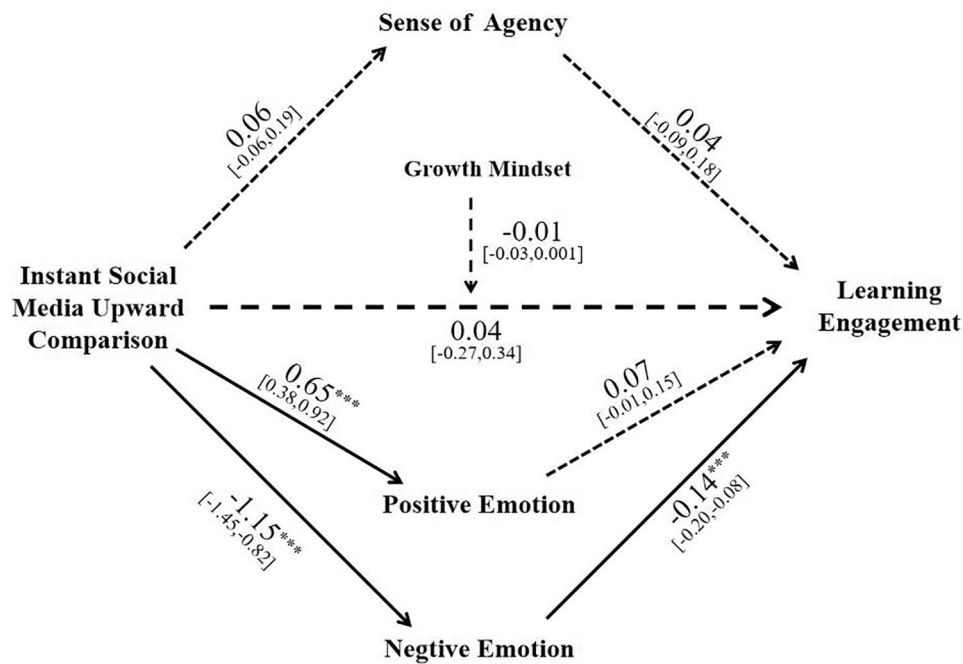 Sense of Agency
0.06
[-0.06,0.19]
0.04
[-0.09,0.18]
Growth Mindset
-0.01
[-0.03,0.001]
Instant Social
Media Upward
Comparison
0.04
[-0.27,0.34]
Learning
Engagement
0.65***
[0.38,0.92]
0.07
[-0.01,0.15]
Positive Emotion
-1.15***
[-1.45,-0.82]
-0.14***
[-0.20,-0.08]
Negtive Emotion